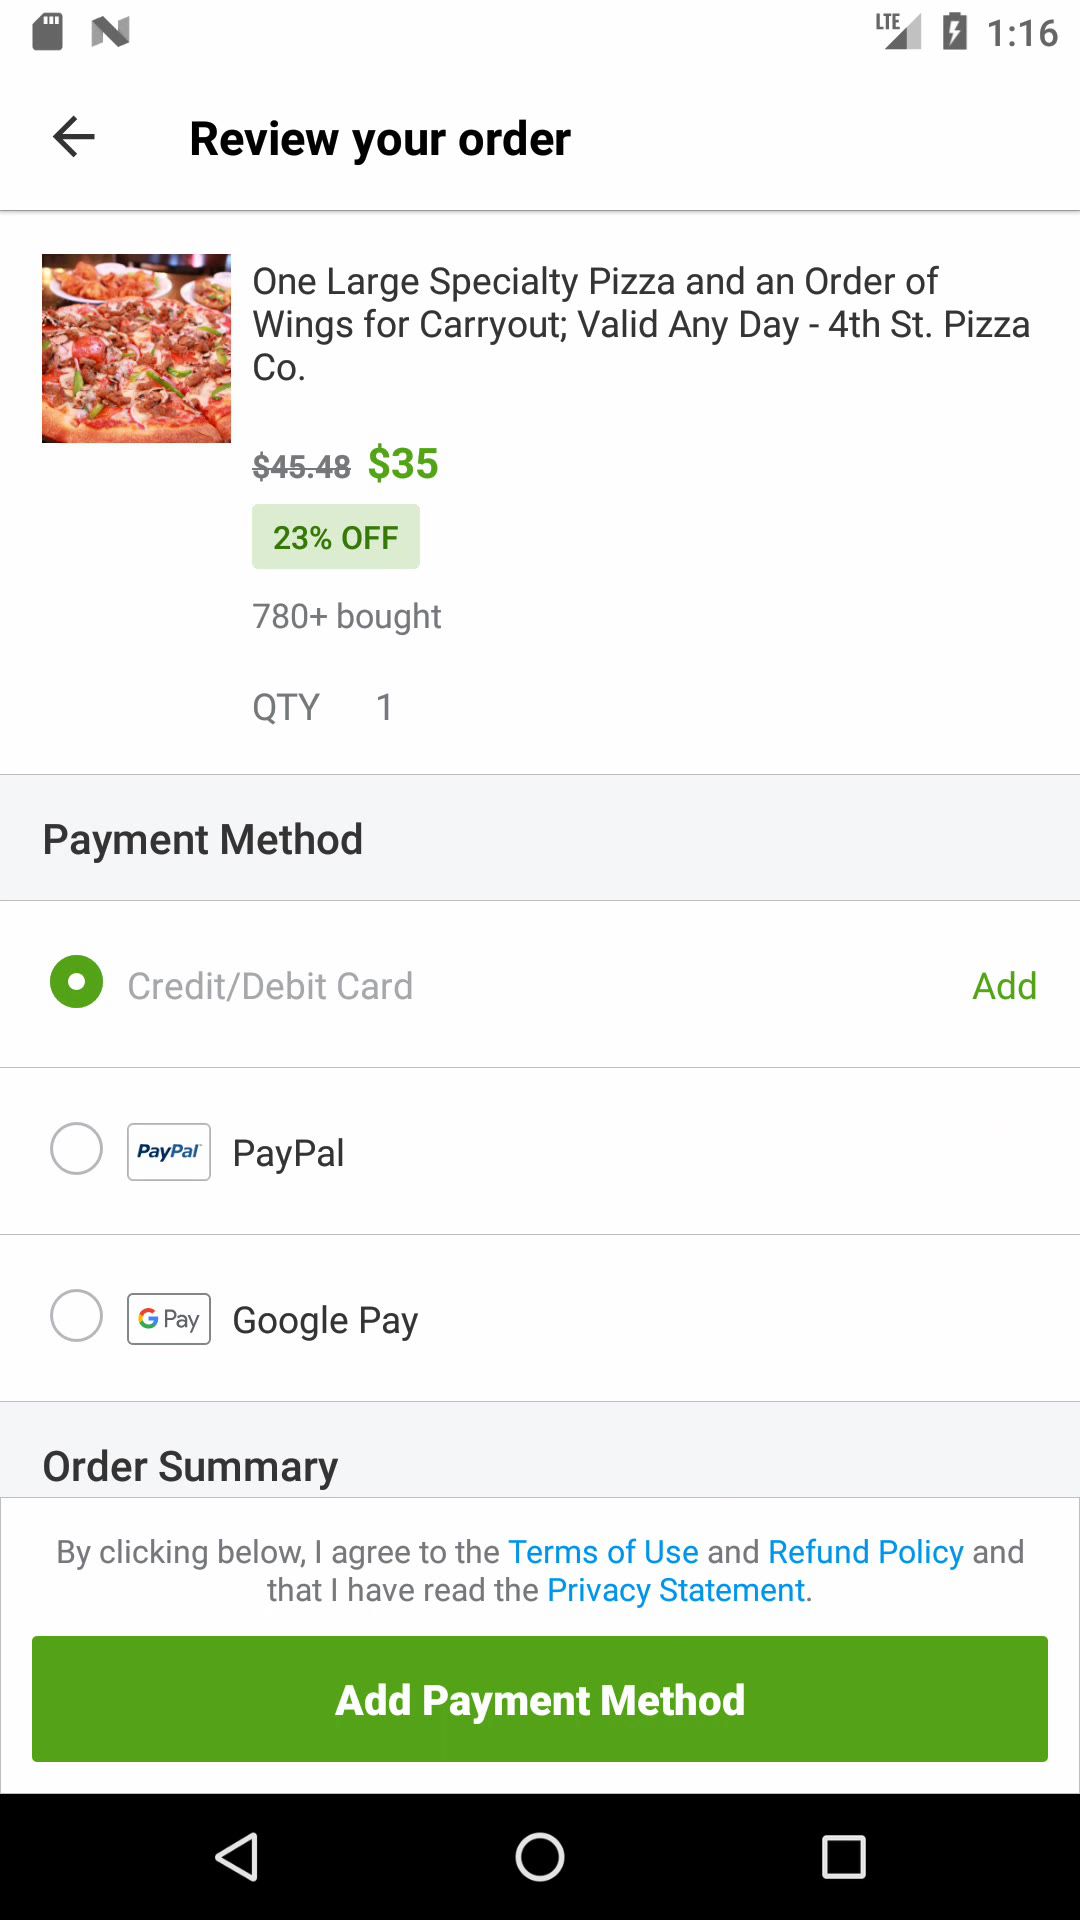 LTE 1:16
Review your order
One Large Specialty Pizza and an Order of
Wings for Carryout; Valid Any Day - 4th St. Pizza
Co.
$45.48 $35
23% OFF
780+ bought
QTY 1
Payment Method
Credit/Debit Card Add
PayPal PayPal
G Pay Google Pay
Order Summary
By clicking below, I agree to the Terms of Use and Refund Policy and
that I have read the Privacy Statement.
Add Payment Method